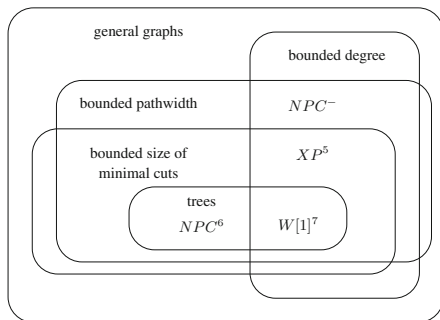 general graphs
bounded degree
bounded pathwidth
NPC⁻
bounded size of
minimal cuts
XP⁵
trees
NPC⁶
W[1]⁷